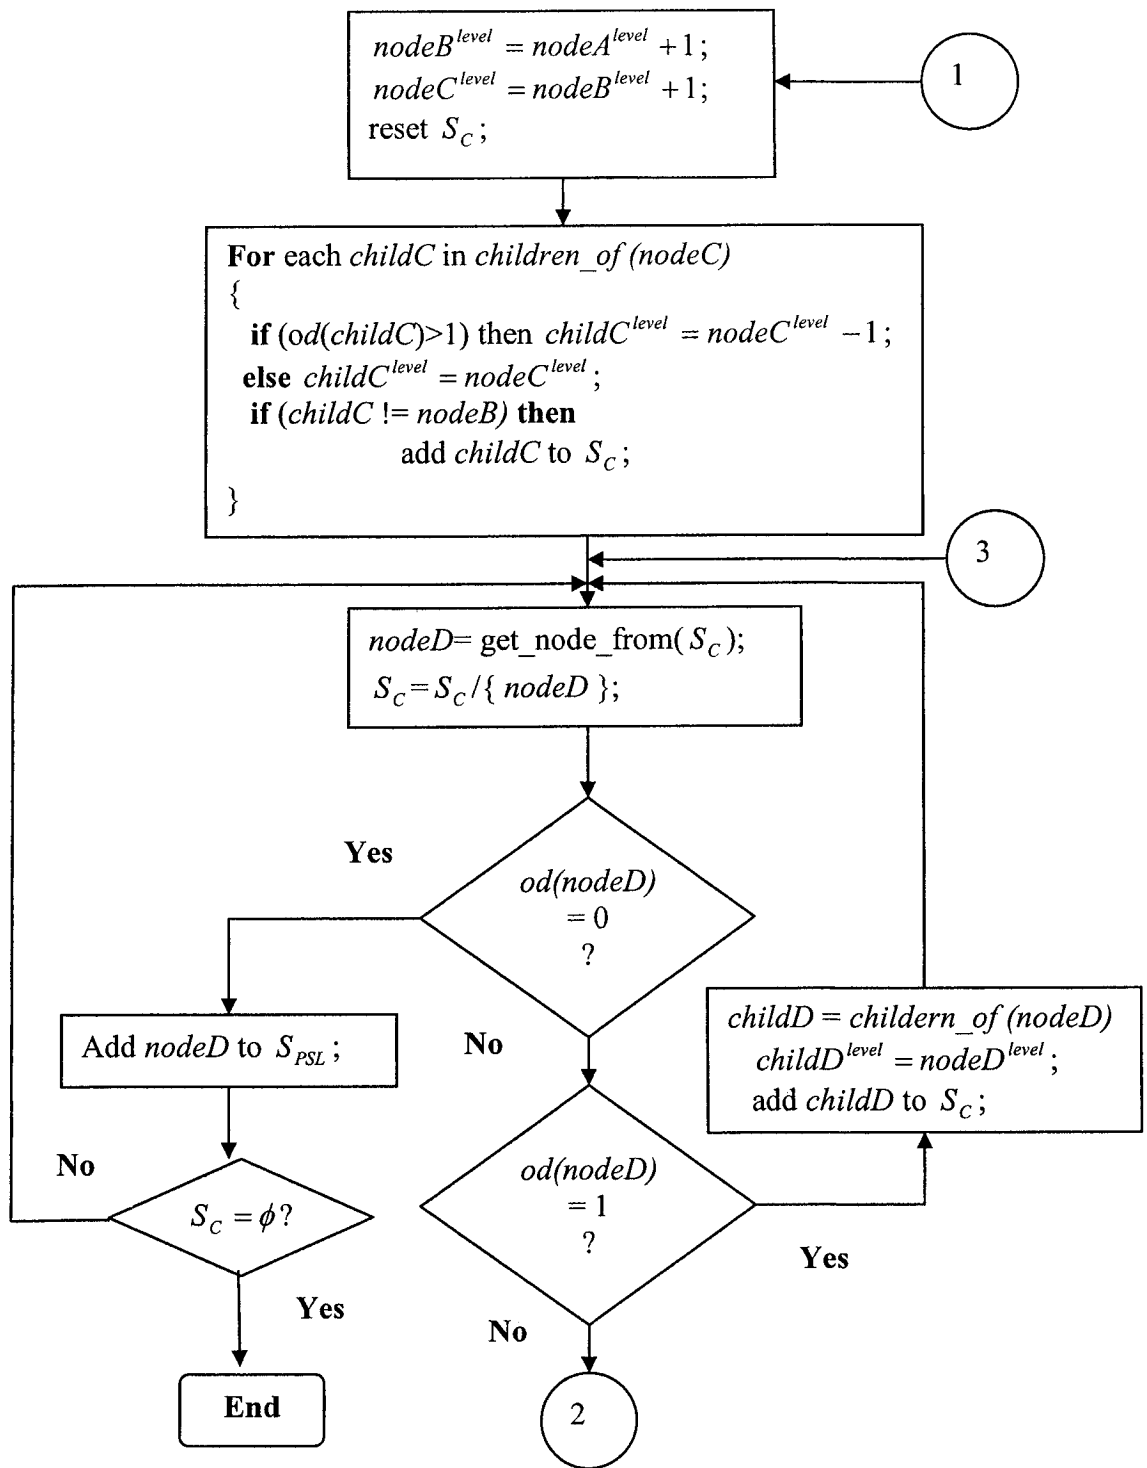 nodeB^level = nodeA^level + 1;
nodeC^level = nodeB^level + 1;
reset S_C;
1
For each childC in children_of (nodeC)
{
if (od(childC)>1) then childC^level = nodeC^level − 1;
else childC^level = nodeC^level;
if (childC != nodeB) then
add childC to S_C;
}
3
nodeD= get_node_from( S_C );
S_C = S_C /{ nodeD };
Yes
od(nodeD)
= 0
?
No
Add nodeD to S_PSL;
childD = childern_of (nodeD)
childD^level = nodeD^level;
add childD to S_C;
No
S_C = ϕ?
Yes
End
od(nodeD)
= 1
?
Yes
No
2